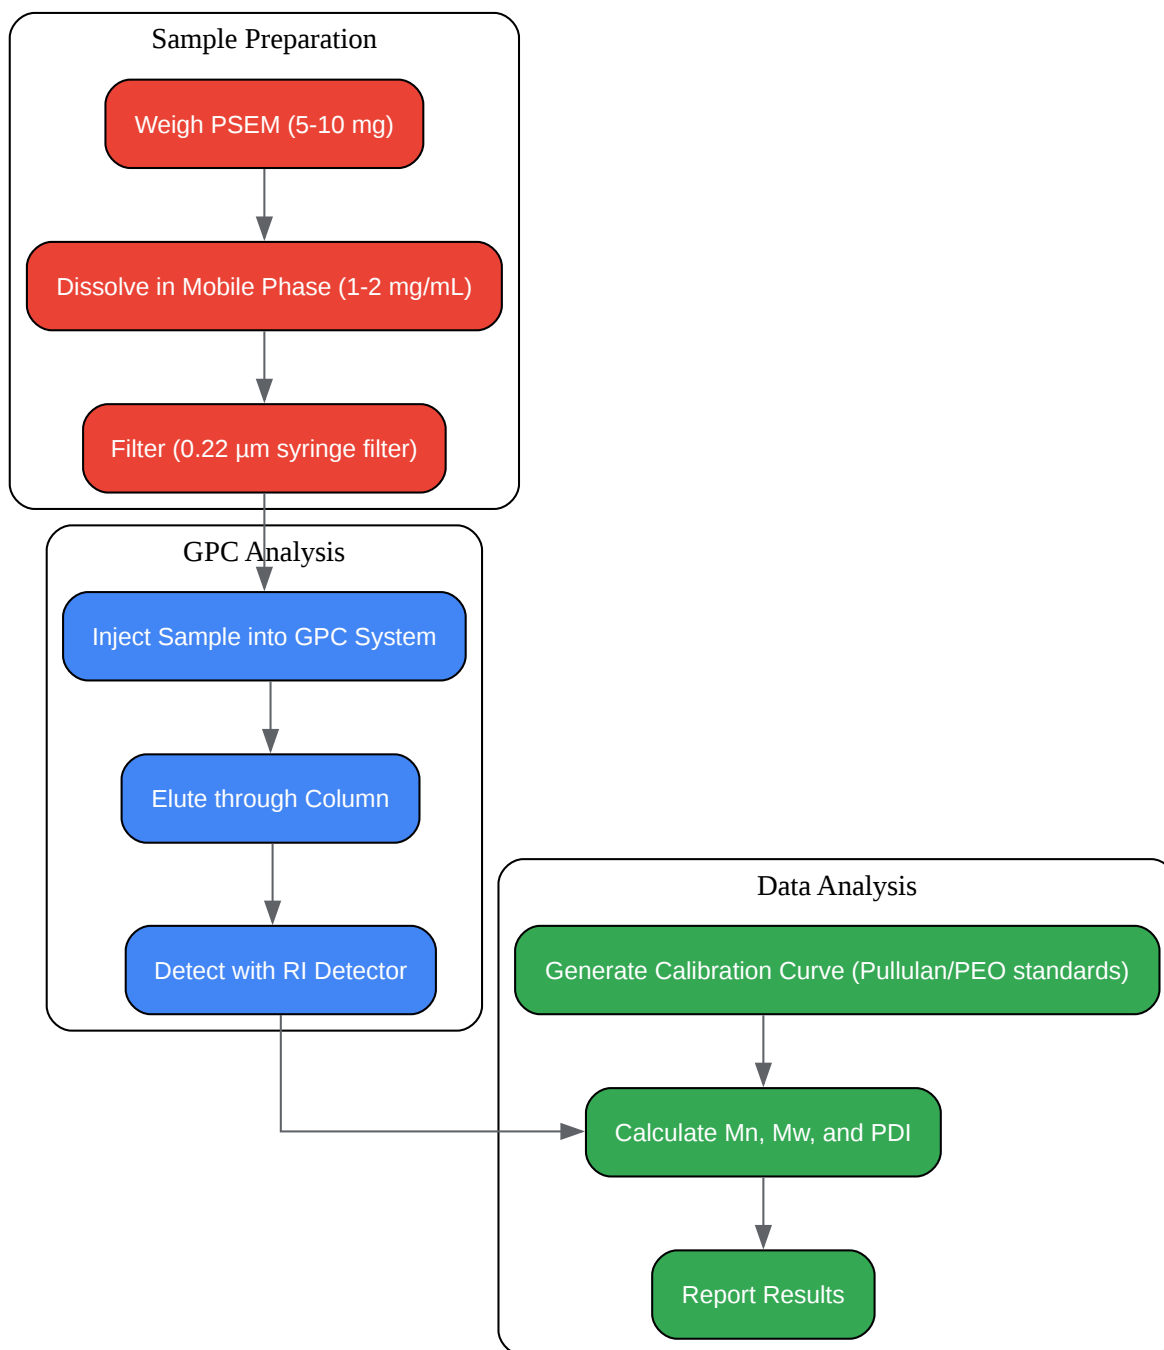 Sample Preparation
Weigh PSEM (5-10 mg)
Dissolve in Mobile Phase (1-2 mg/mL)
Filter (0.22 µm syringe filter)
GPC Analysis
Inject Sample into GPC System
Elute through Column
Detect with RI Detector
Data Analysis
Generate Calibration Curve (Pullulan/PEO standards)
Calculate Mn, Mw, and PDI
Report Results